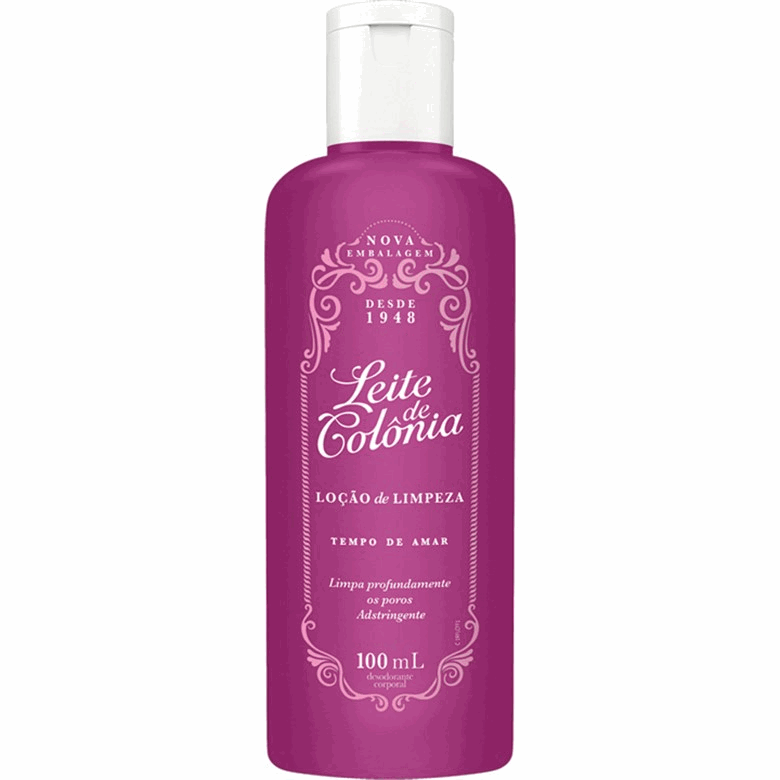 NOVA
EMBALAGEM
DESDE
1948
Leite
de
Colônia
LOÇÃO de LIMPEZA
TEMPO DE AMAR
Limpa profundamente
os poros
Adstringente
100 mL
desodorante
corporal